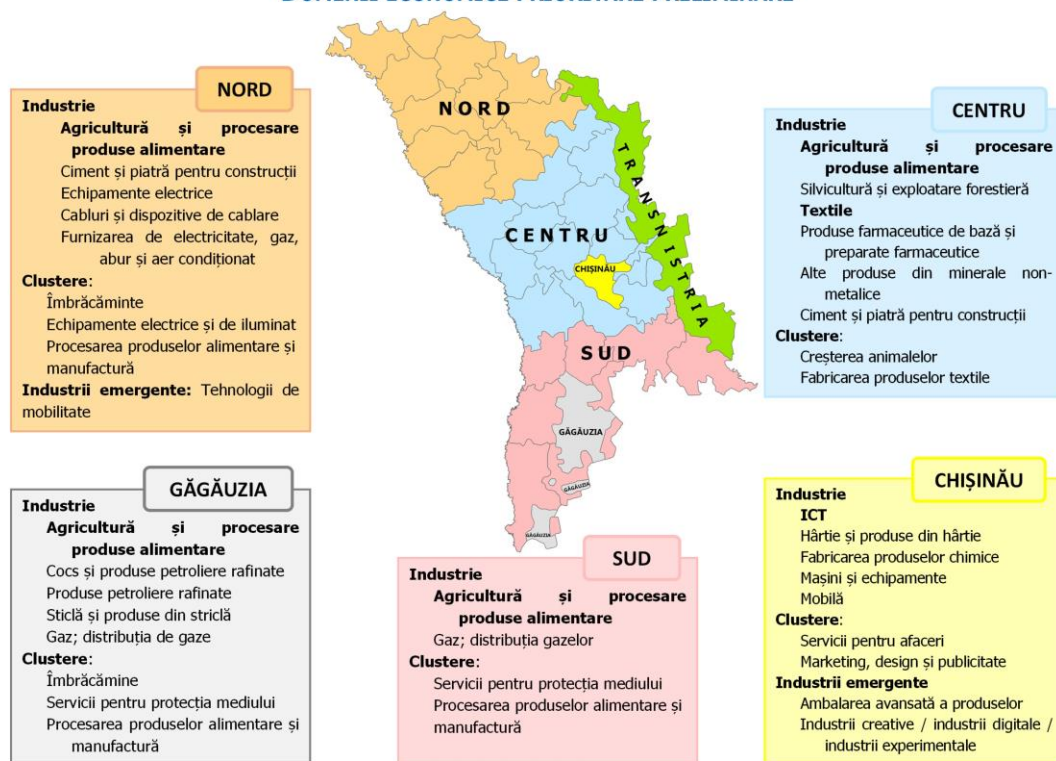 DOMENII ECONOMICE PRIORITARE PRELIMINARE
NORD
Industrie
Agricultură și procesare
produse alimentare
Ciment și piatră pentru construcții
Echipamente electrice
Cabluri și dispozitive de cablare
Furnizarea de electricitate, gaz,
abur și aer condiționat
Clustere:
Îmbrăcăminte
Echipamente electrice și de iluminat
Procesarea produselor alimentare și
manufactură
Industrii emergente: Tehnologii de
mobilitate
NORD
TRANSNISTRIA
CENTRU
CHIȘINĂU
SUD
GĂGĂUZIA
GĂGĂUZIA
GĂGĂUZIA
CENTRU
Industrie
Agricultură și procesare
produse alimentare
Silvicultură și exploatare forestieră
Textile
Produse farmaceutice de bază și
preparate farmaceutice
Alte produse din minerale non-
metalice
Ciment și piatră pentru construcții
Clustere:
Creșterea animalelor
Fabricarea produselor textile
GĂGĂUZIA
Industrie
Agricultură și procesare
produse alimentare
Cocs și produse petroliere rafinate
Produse petroliere rafinate
Sticlă și produse din striclă
Gaz; distribuția de gaze
Clustere:
Îmbrăcămine
Servicii pentru protecția mediului
Procesarea produselor alimentare și
manufactură
SUD
Industrie
Agricultură și procesare
produse alimentare
Gaz; distribuția gazelor
Clustere:
Servicii pentru protecția mediului
Procesarea produselor alimentare și
manufactură
CHIȘINĂU
Industrie
ICT
Hârtie și produse din hârtie
Fabricarea produselor chimice
Mașini și echipamente
Mobilă
Clustere:
Servicii pentru afaceri
Marketing, design și publicitate
Industrii emergente
Ambalarea avansată a produselor
Industrii creative / industrii digitale /
industrii experimentale